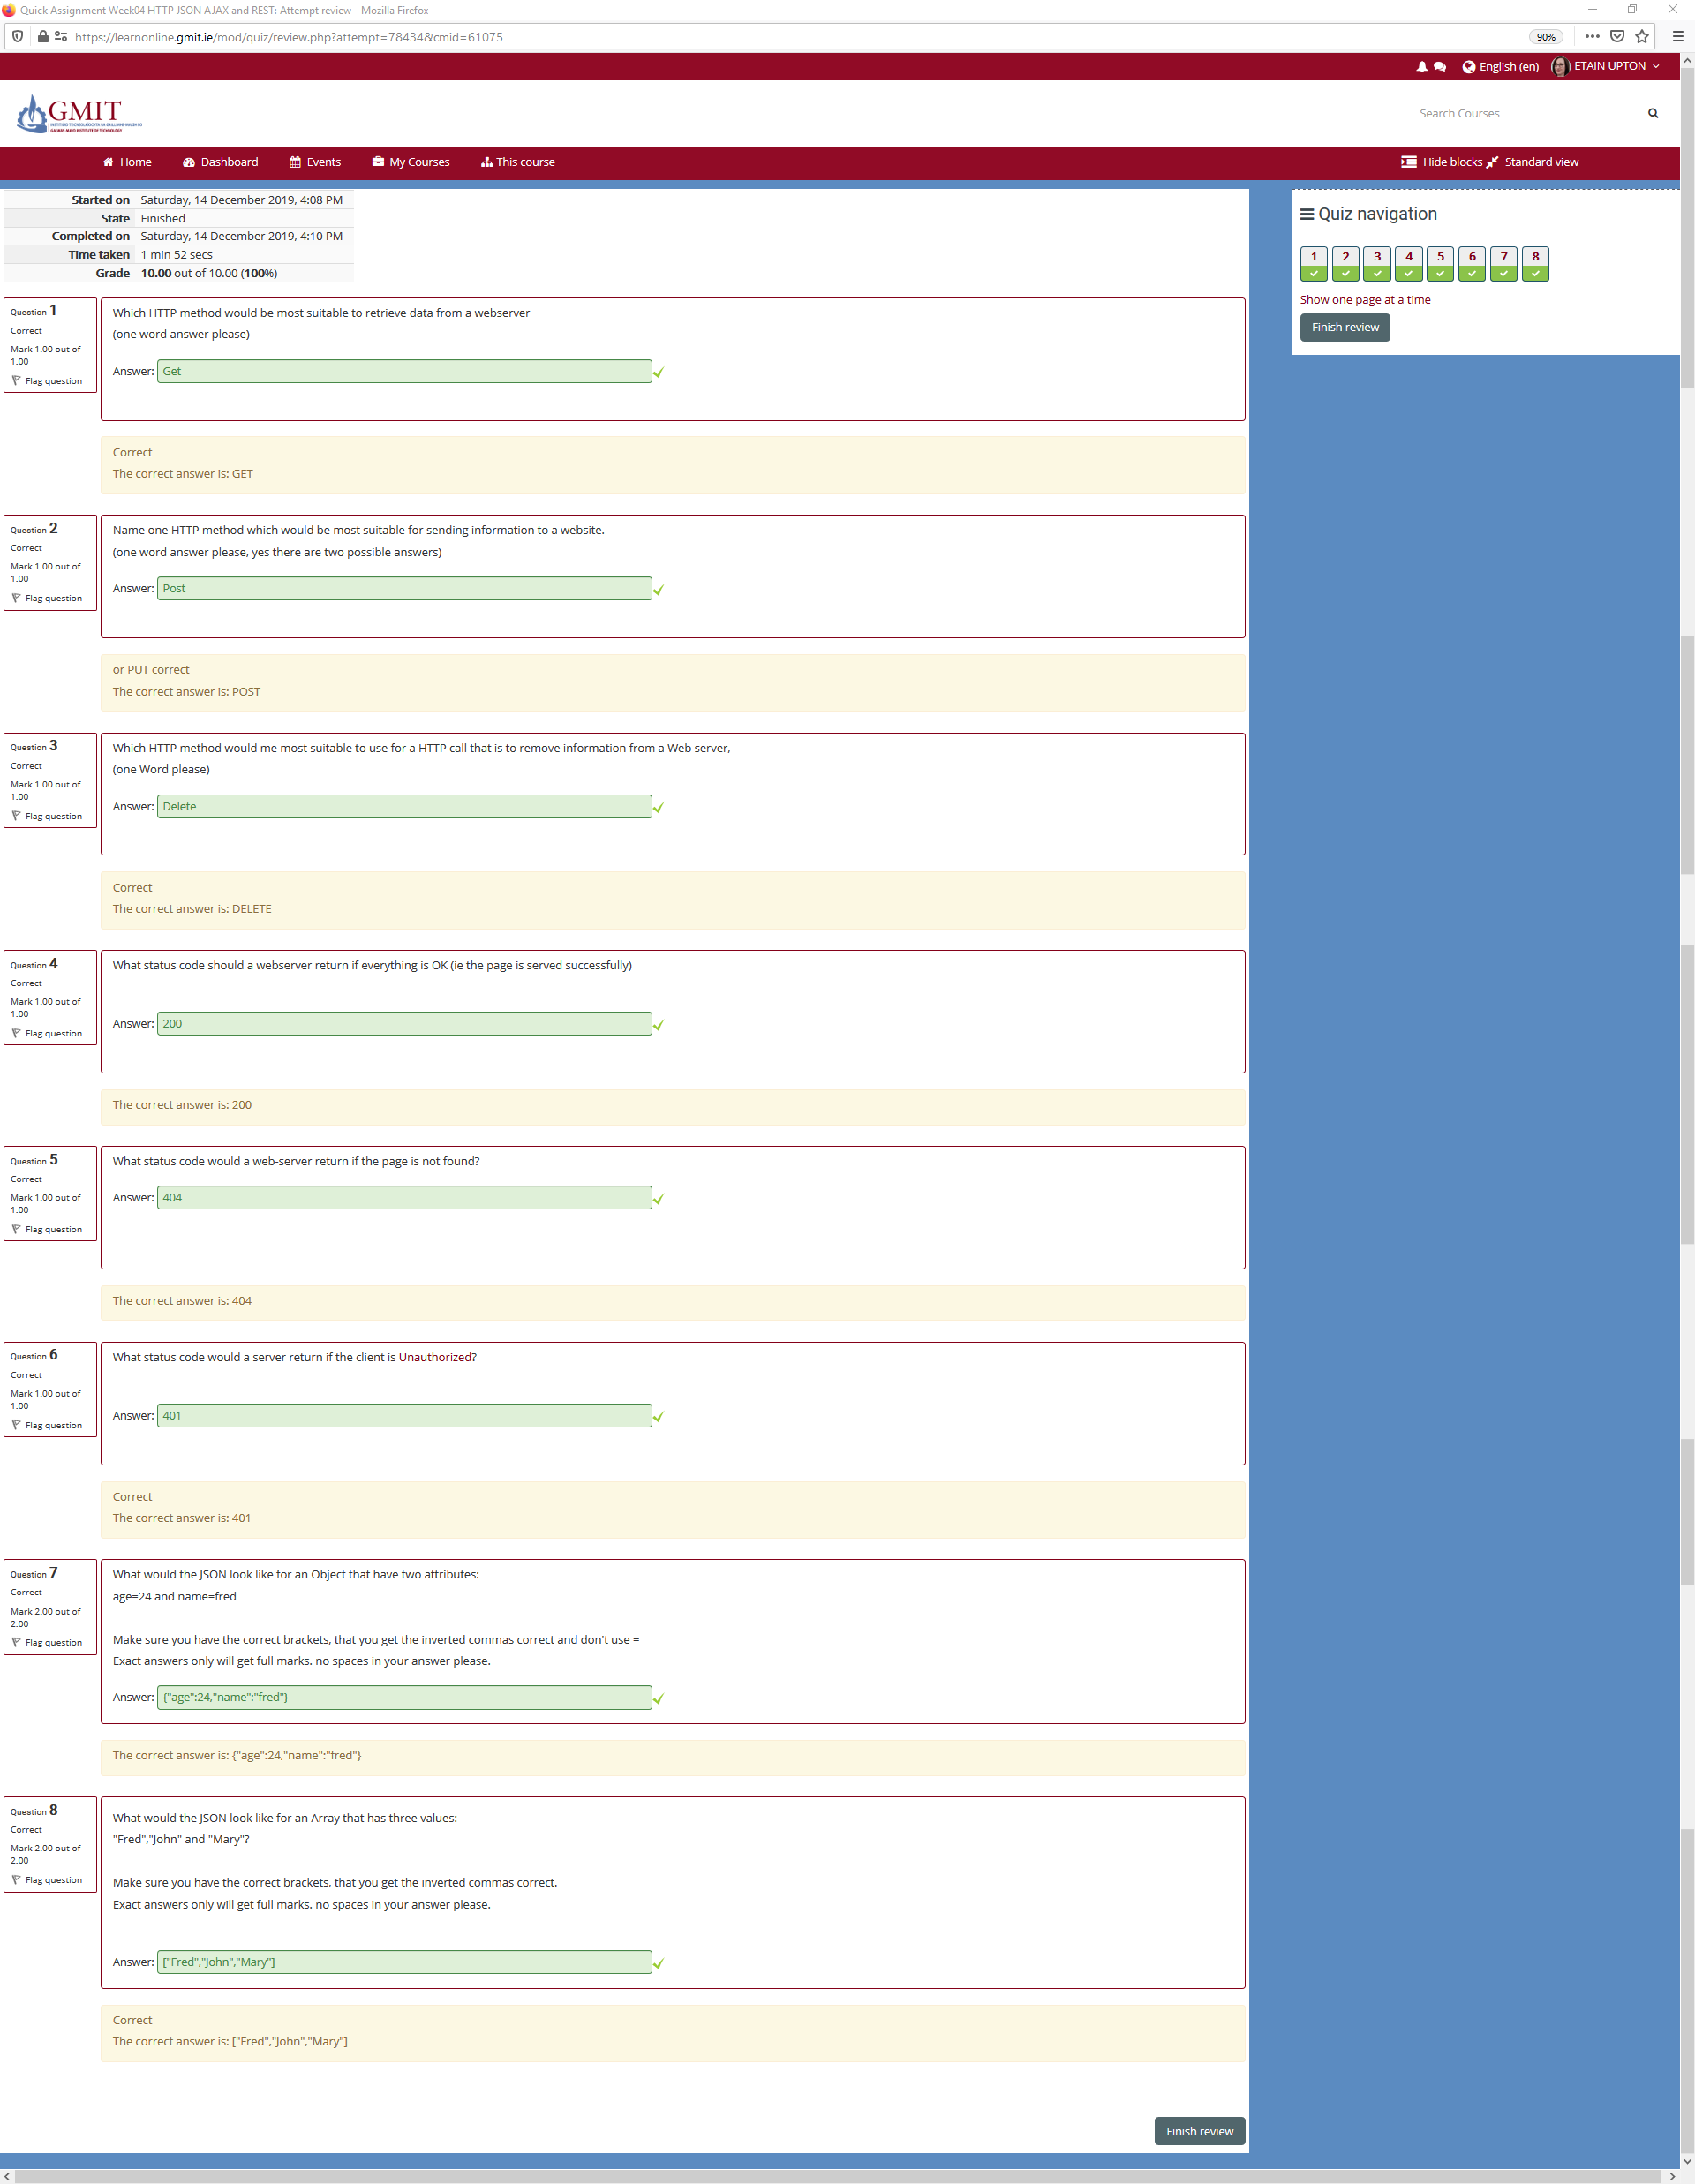 Quick Assignment Week04 HTTP JSON AJAX and REST: Attempt review - Mozilla Firefox
https://learnonline.gmit.ie/mod/quiz/review.php?attempt=78434&cmid=61075
90%
English (en)
ETAIN UPTON
GMIT
GALWAY-MAYO INSTITUTE OF TECHNOLOGY
Search Courses
Home
Dashboard
Events
My Courses
This course
Hide blocks
Standard view
Started on Saturday, 14 December 2019, 4:08 PM
State Finished
Completed on Saturday, 14 December 2019, 4:10 PM
Time taken 1 min 52 secs
Grade 10.00 out of 10.00 (100%)
Quiz navigation
1 2 3 4 5 6 7 8
Show one page at a time
Finish review
Question 1
Correct
Mark 1.00 out of
1.00
Flag question
Which HTTP method would be most suitable to retrieve data from a webserver
(one word answer please)
Answer: Get
Correct
The correct answer is: GET
Question 2
Correct
Mark 1.00 out of
1.00
Flag question
Name one HTTP method which would be most suitable for sending information to a website.
(one word answer please, yes there are two possible answers)
Answer: Post
or PUT correct
The correct answer is: POST
Question 3
Correct
Mark 1.00 out of
1.00
Flag question
Which HTTP method would me most suitable to use for a HTTP call that is to remove information from a Web server,
(one Word please)
Answer: Delete
Correct
The correct answer is: DELETE
Question 4
Correct
Mark 1.00 out of
1.00
Flag question
What status code should a webserver return if everything is OK (ie the page is served successfully)
Answer: 200
The correct answer is: 200
Question 5
Correct
Mark 1.00 out of
1.00
Flag question
What status code would a web-server return if the page is not found?
Answer: 404
The correct answer is: 404
Question 6
Correct
Mark 1.00 out of
1.00
Flag question
What status code would a server return if the client is Unauthorized?
Answer: 401
Correct
The correct answer is: 401
Question 7
Correct
Mark 2.00 out of
2.00
Flag question
What would the JSON look like for an Object that have two attributes:
age=24 and name=fred
Make sure you have the correct brackets, that you get the inverted commas correct and don't use =
Exact answers only will get full marks. no spaces in your answer please.
Answer: {"age":24,"name":"fred"}
The correct answer is: {"age":24,"name":"fred"}
Question 8
Correct
Mark 2.00 out of
2.00
Flag question
What would the JSON look like for an Array that has three values:
"Fred","John" and "Mary"?
Make sure you have the correct brackets, that you get the inverted commas correct.
Exact answers only will get full marks. no spaces in your answer please.
Answer: ["Fred","John","Mary"]
Correct
The correct answer is: ["Fred","John","Mary"]
Finish review